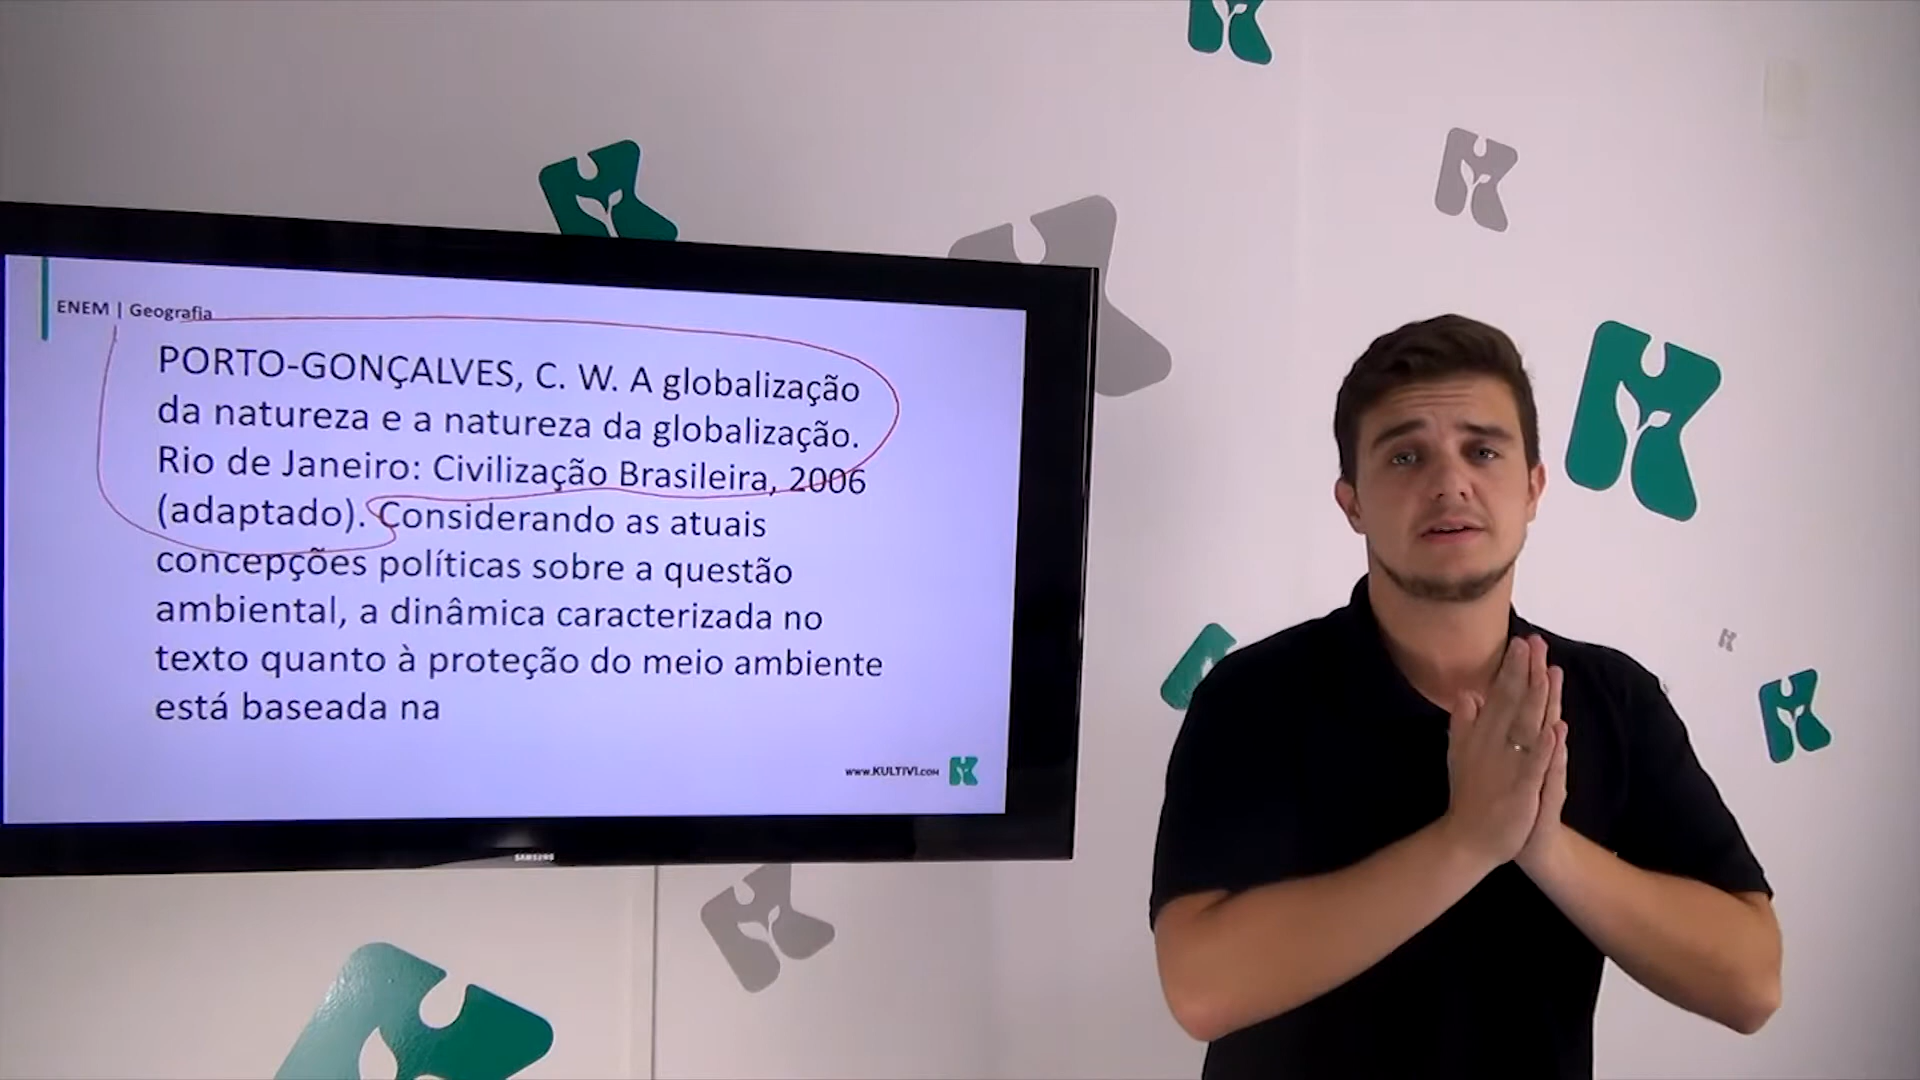 ENEM | Geografia
PORTO-GONÇALVES, C. W. A globalização
da natureza e a natureza da globalização.
Rio de Janeiro: Civilização Brasileira, 2006
(adaptado). Considerando as atuais
concepções políticas sobre a questão
ambiental, a dinâmica caracterizada no
texto quanto à proteção do meio ambiente
está baseada na
www.KULTIVI.COM
SAMSUNG